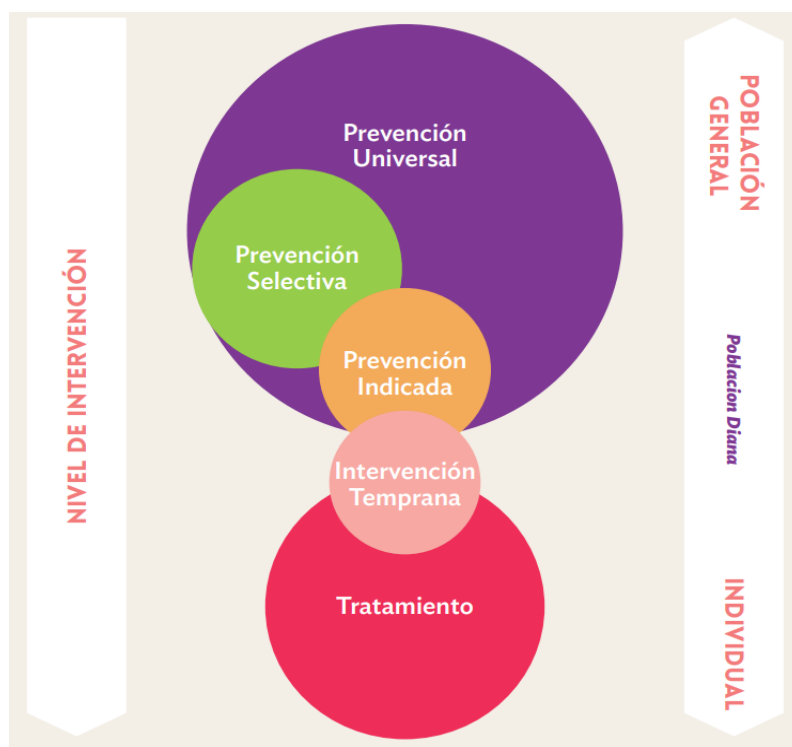 NIVEL DE INTERVENCIÓN
Prevención
Universal
Prevención
Selectiva
Prevención
Indicada
Intervención
Temprana
Tratamiento
POBLACIÓN
GENERAL
Poblacion Diana
INDIVIDUAL